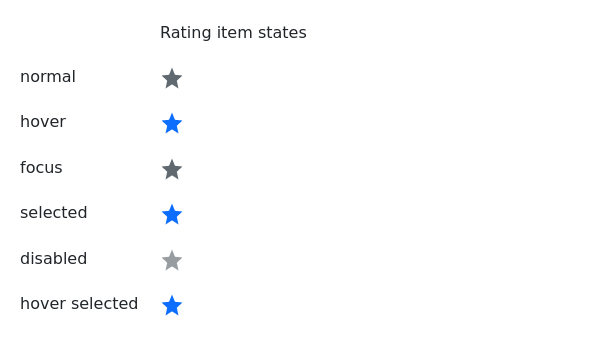 Rating item states
normal
hover
focus
selected
disabled
hover selected